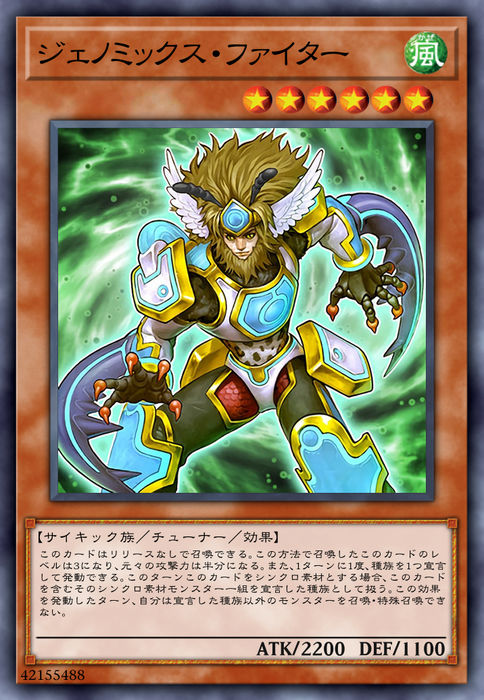 ジェノミックス・ファイター
かぜ
風
【サイキック族／チューナー／効果】
このカードはリリースなしで召喚できる。この方法で召喚したこのカードのレ
ベルは3になり、元々の攻撃力は半分になる。また、1ターンに1度、種族を1つ宣言
して発動できる。このターンこのカードをシンクロ素材とする場合、このカード
を含むそのシンクロ素材モンスター一組を宣言した種族として扱う。この効果
を発動したターン、自分は宣言した種族以外のモンスターを召喚・特殊召喚でき
ない。
ATK/2200 DEF/1100
42155488